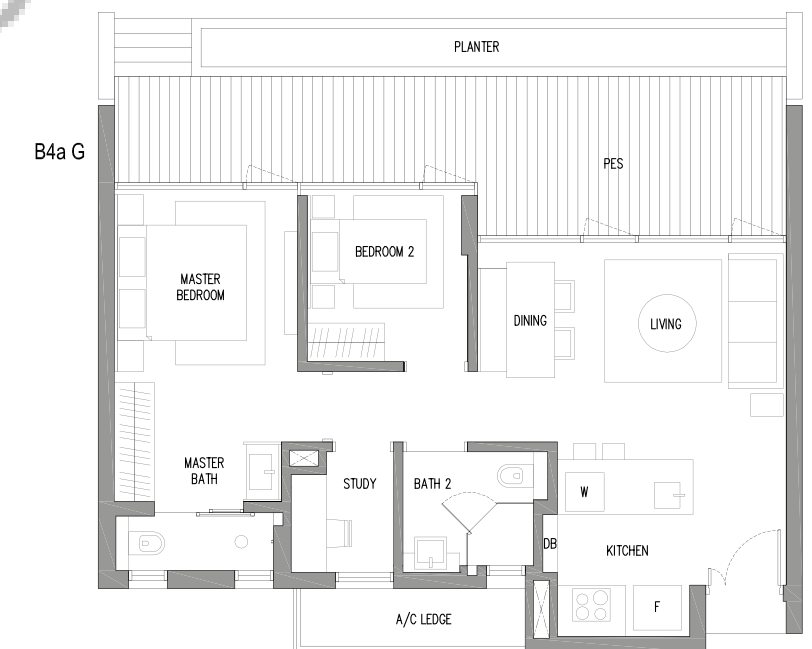 PLANTER
B4a G
PES
MASTER
BEDROOM
BEDROOM 2
DINING
LIVING
MASTER
BATH
STUDY
BATH 2
W
DB
KITCHEN
F
A/C LEDGE